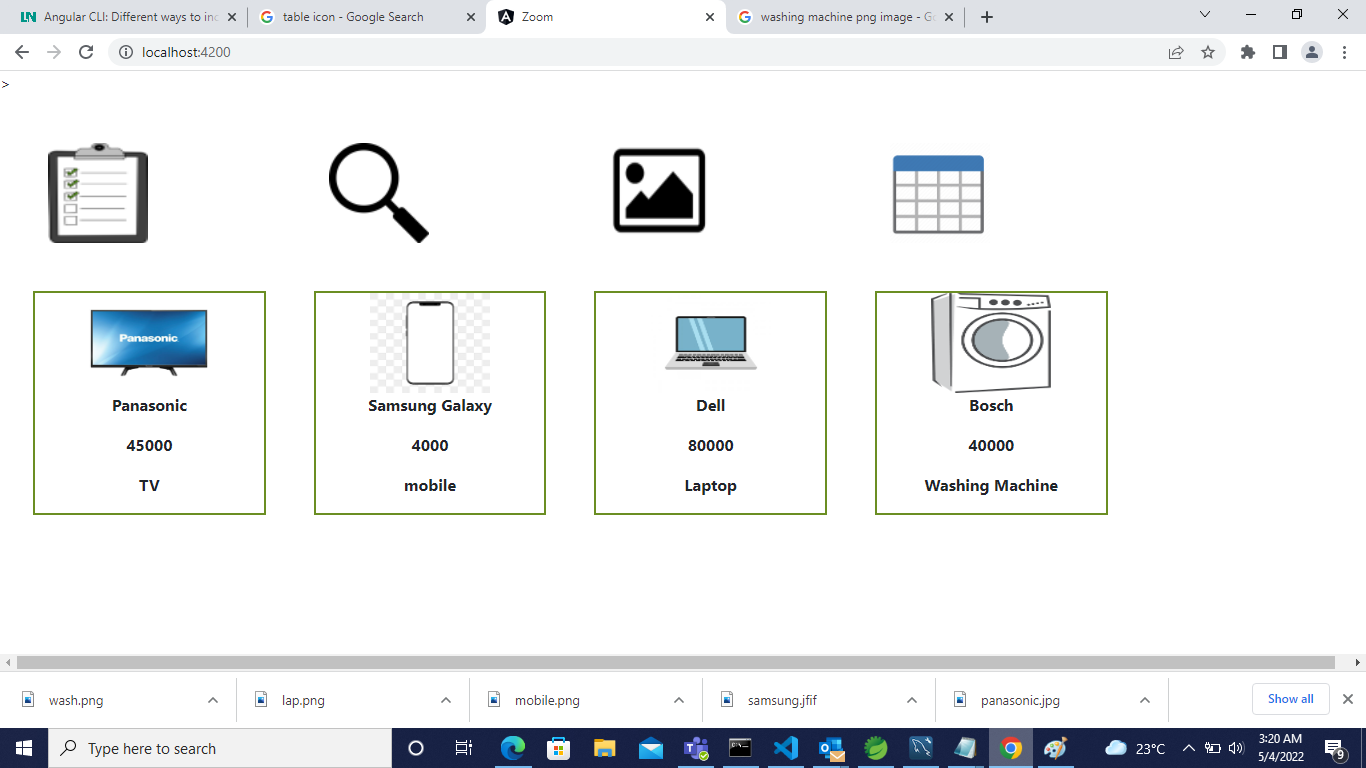 Angular CLI: Different ways to inc
table icon - Google Search
Zoom
washing machine png image - Go
localhost:4200
>
Panasonic
Panasonic
45000
TV
Samsung Galaxy
4000
mobile
Dell
80000
Laptop
Bosch
40000
Washing Machine
wash.png
lap.png
mobile.png
samsung.jfif
panasonic.jpg
Show all
Type here to search
23°C
3:20 AM
5/4/2022
9